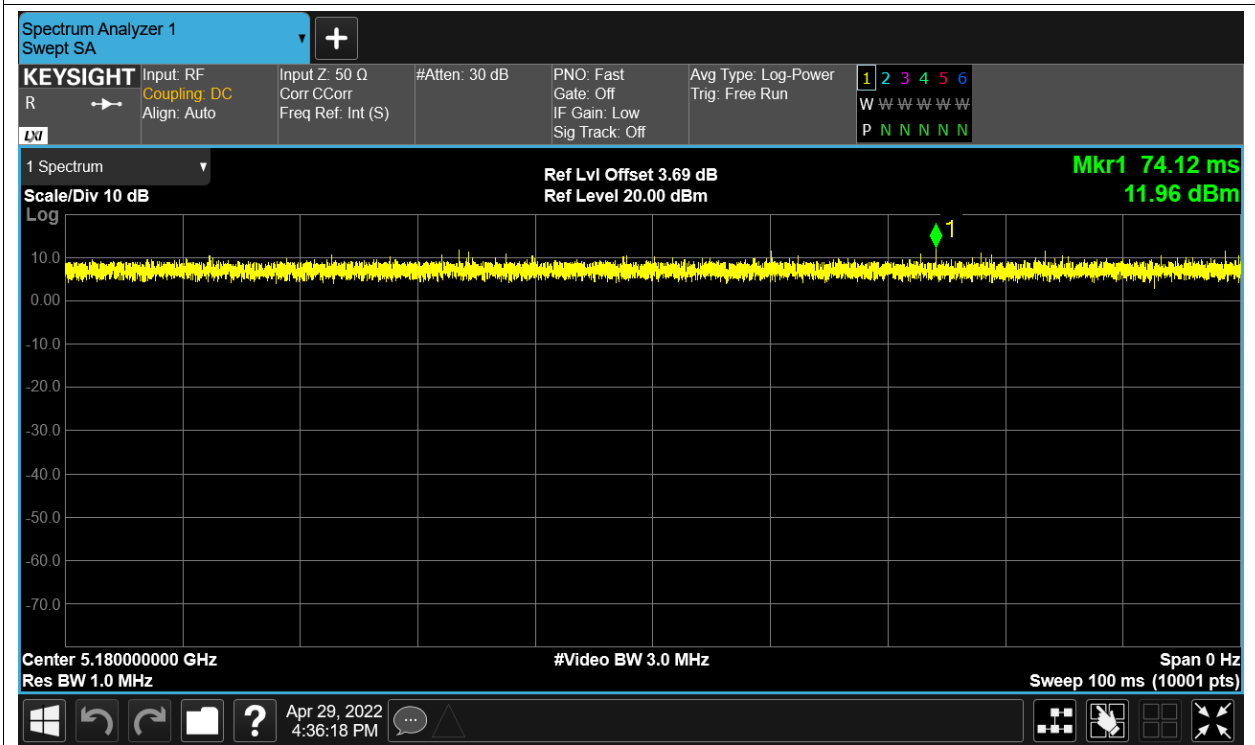 Spectrum Analyzer 1
Swept SA
KEYSIGHT
R
LXI
Input: RF
Coupling: DC
Align: Auto
Input Z: 50 Ω
Corr CCorr
Freq Ref: Int (S)
#Atten: 30 dB
PNO: Fast
Gate: Off
IF Gain: Low
Sig Track: Off
Avg Type: Log-Power
Trig: Free Run
1 2 3 4 5 6
W W W W W W
P N N N N N
1 Spectrum
Scale/Div 10 dB
Log
Ref Lvl Offset 3.69 dB
Ref Level 20.00 dBm
Mkr1 74.12 ms
11.96 dBm
1
10.0
0.00
-10.0
-20.0
-30.0
-40.0
-50.0
-60.0
-70.0
Center 5.180000000 GHz
Res BW 1.0 MHz
#Video BW 3.0 MHz
Span 0 Hz
Sweep 100 ms (10001 pts)
?
Apr 29, 2022
4:36:18 PM